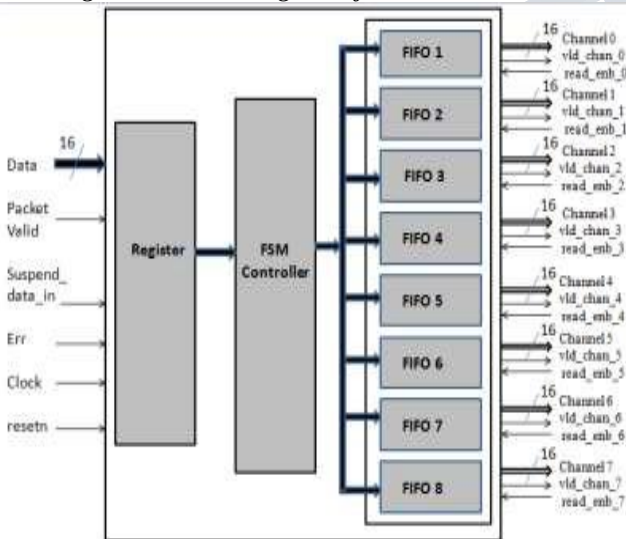 16
Data
Packet
Valid
Suspend_
data_in
Err
Clock
resetn
Register
FSM
Controller
FIFO 1
FIFO 2
FIFO 3
FIFO 4
FIFO 5
FIFO 6
FIFO 7
FIFO 8
16
Channel 0
vld_chan_0
read_enb_0
16
Channel 1
vld_chan_1
read_enb_1
16
Channel 2
vld_chan_2
read_enb_2
16
Channel 3
vld_chan_3
read_enb_3
16
Channel 4
vld_chan_4
read_enb_4
16
Channel 5
vld_chan_5
read_enb_5
16
Channel 6
vld_chan_6
read_enb_6
16
Channel 7
vld_chan_7
read_enb_7